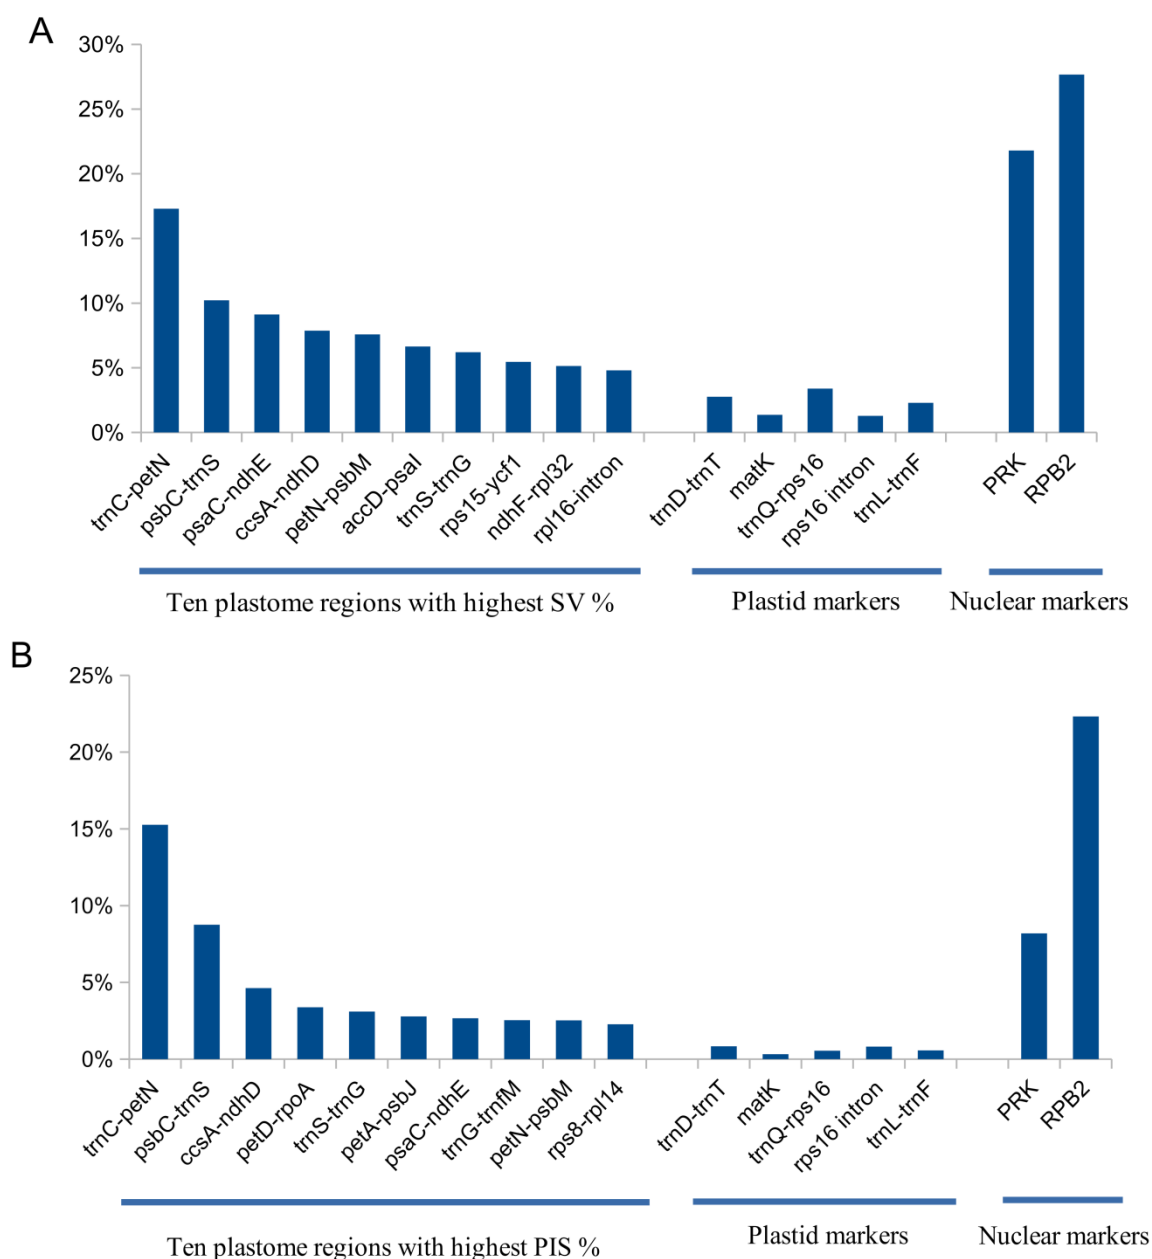 A
30%
25%
20%
15%
10%
5%
0%
trnC-petN
psbC-trnS
psaC-ndhE
ccsA-ndhD
petN-psbM
accD-psaI
trnS-trnG
rps15-ycf1
ndhF-rpl32
rpl16-intron
trnD-trnT
matK
trnQ-rps16
rps16 intron
trnL-trnF
PRK
RPB2
Ten plastome regions with highest SV %
Plastid markers
Nuclear markers
B
25%
20%
15%
10%
5%
0%
trnC-petN
psbC-trnS
ccsA-ndhD
petD-rpoA
trnS-trnG
petA-psbJ
psaC-ndhE
trnG-trnfM
petN-psbM
rps8-rpl14
trnD-trnT
matK
trnQ-rps16
rps16 intron
trnL-trnF
PRK
RPB2
Ten plastome regions with highest PIS %
Plastid markers
Nuclear markers